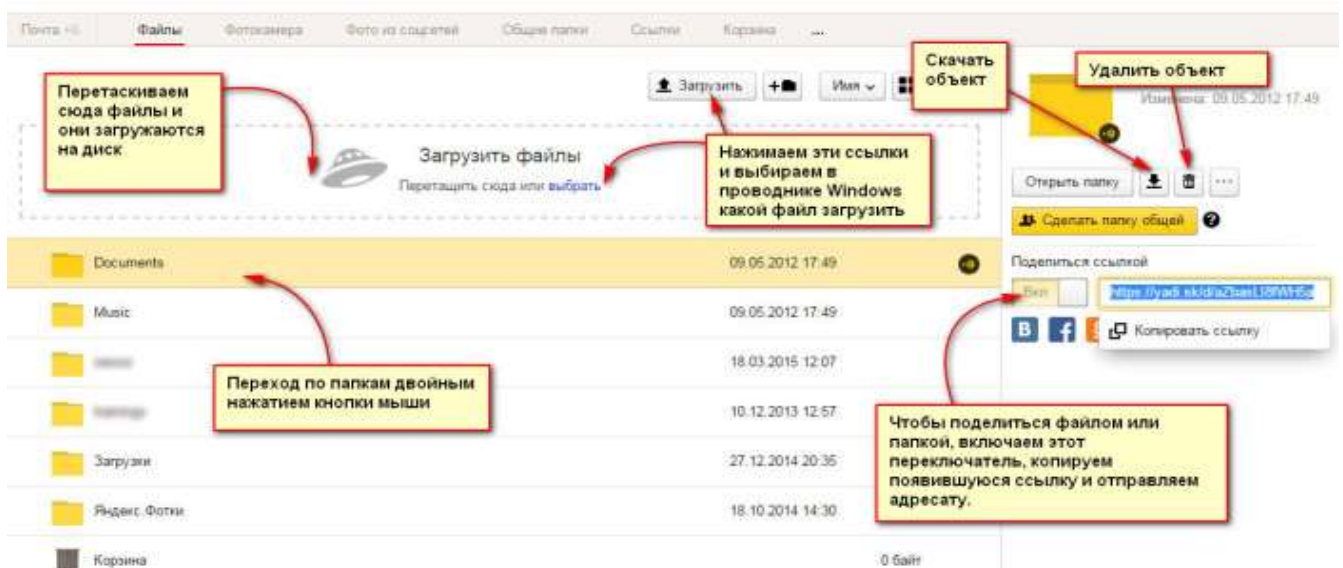 Почта
Файлы
Фотокамера
Фото из соцсетей
Общие папки
Ссылки
Корзина
...
Перетаскиваем
сюда файлы и
они загружаются
на диск
Загрузить
Имя
Скачать
объект
Удалить объект
Изменена: 09.05.2012 17:49
Загрузить файлы
Перетащить сюда или выбрать
Нажимаем эти ссылки
и выбираем в
проводнике Windows
какой файл загрузить
Открыть папку
...
Сделать папку общей
Поделиться ссылкой
Вкл
Копировать ссылку
Documents 09.05.2012 17:49
Music 09.05.2012 17:49
18.03.2015 12:07
10.12.2013 12:57
Загрузки 27.12.2014 20:35
Яндекс.Фотки 18.10.2014 14:30
Корзина 0 байт
Переход по папкам двойным
нажатием кнопки мыши
Чтобы поделиться файлом или
папкой, включаем этот
переключатель, копируем
появившуюся ссылку и отправляем
адресату.